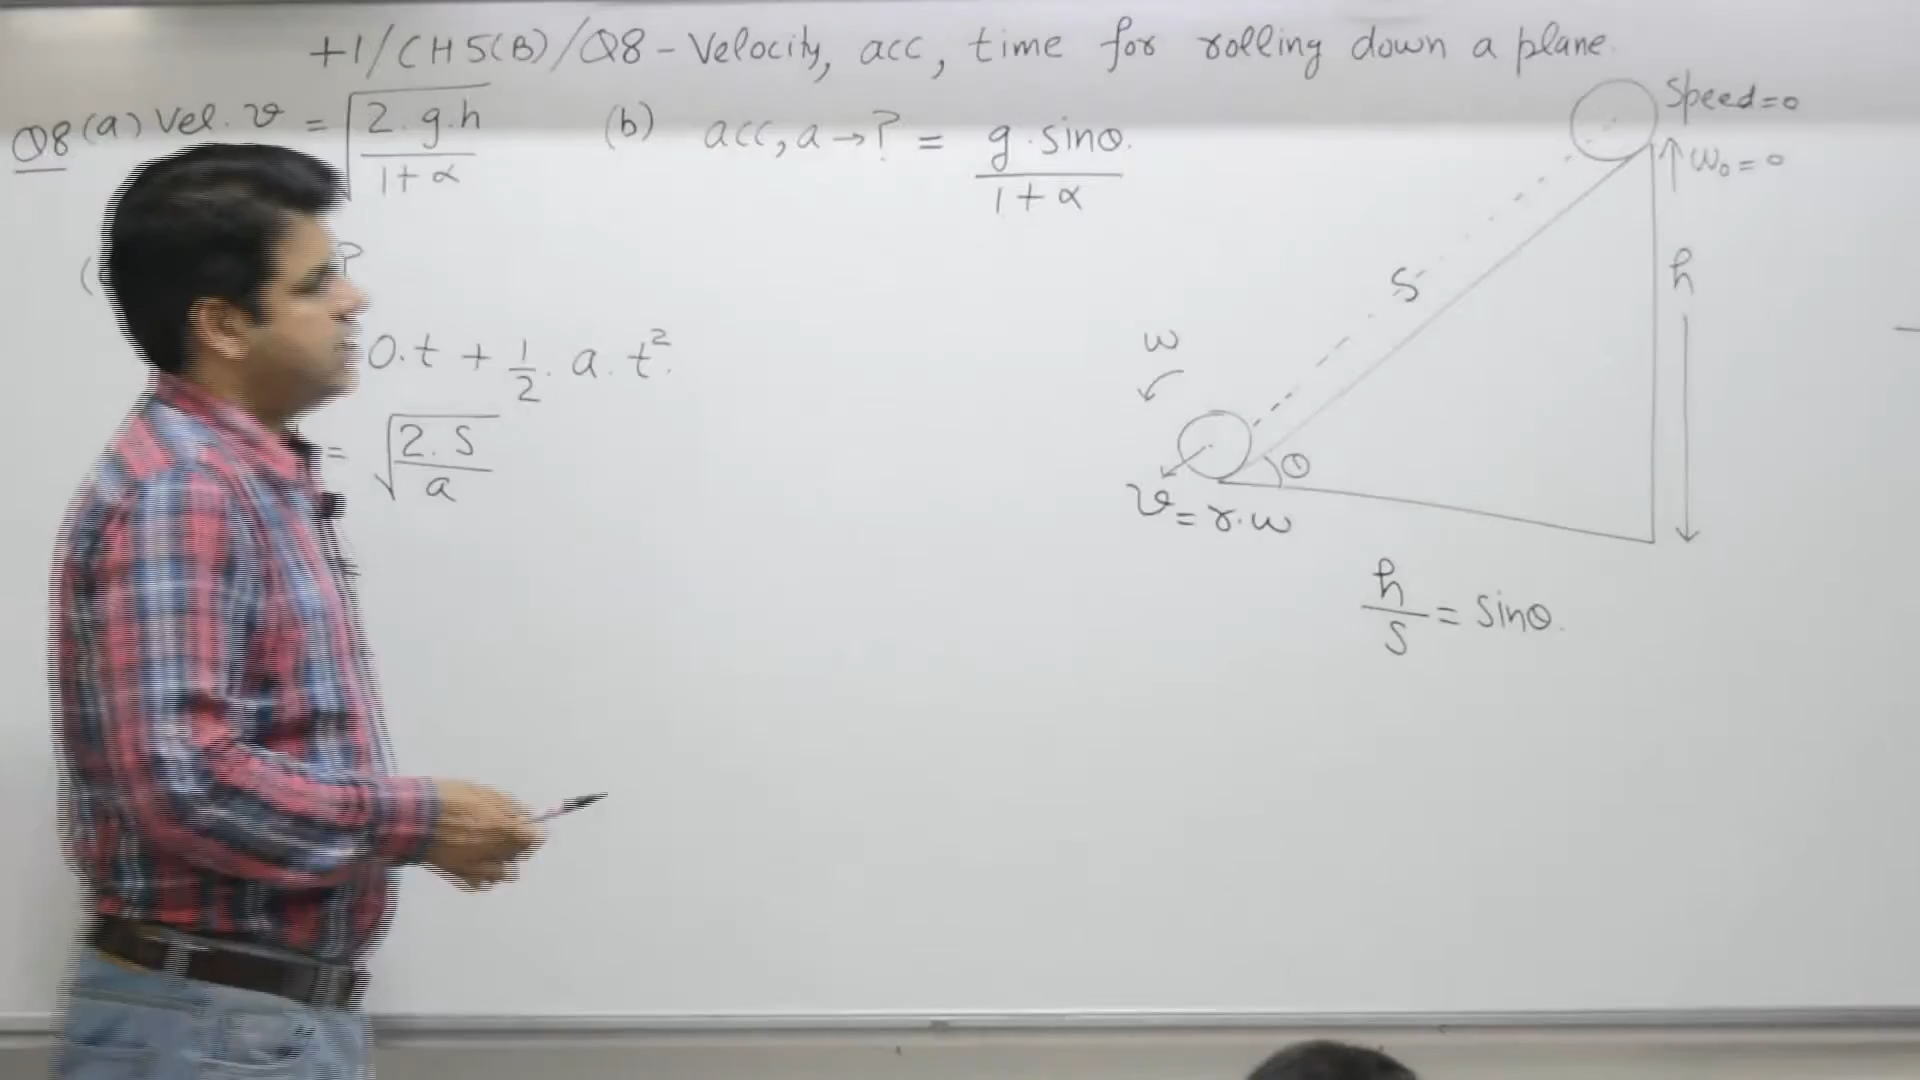 +1/CH5(B)/Q8 - Velocity, acc, time for rolling down a plane.
Q8 (a) Vel. v = √(2.g.h / 1+α)
(b) acc, a → ? = g.sinθ. / 1+α
( ?
0.t + 1/2 . a. t².
= √(2.S / a)
=
Speed=0
↑ω₀=0
h
S
ω
θ
v = r.ω
h/s = sinθ.